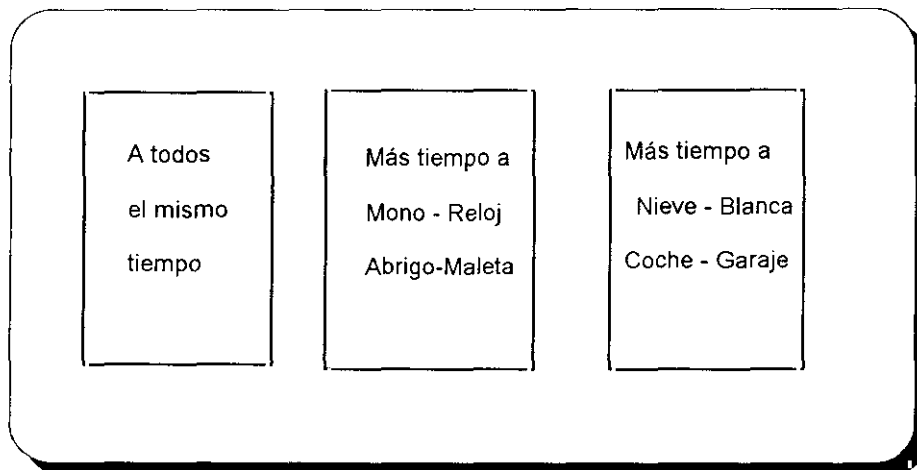 A todos
el mismo
tiempo
Más tiempo a
Mono - Reloj
Abrigo-Maleta
Más tiempo a
Nieve - Blanca
Coche - Garaje